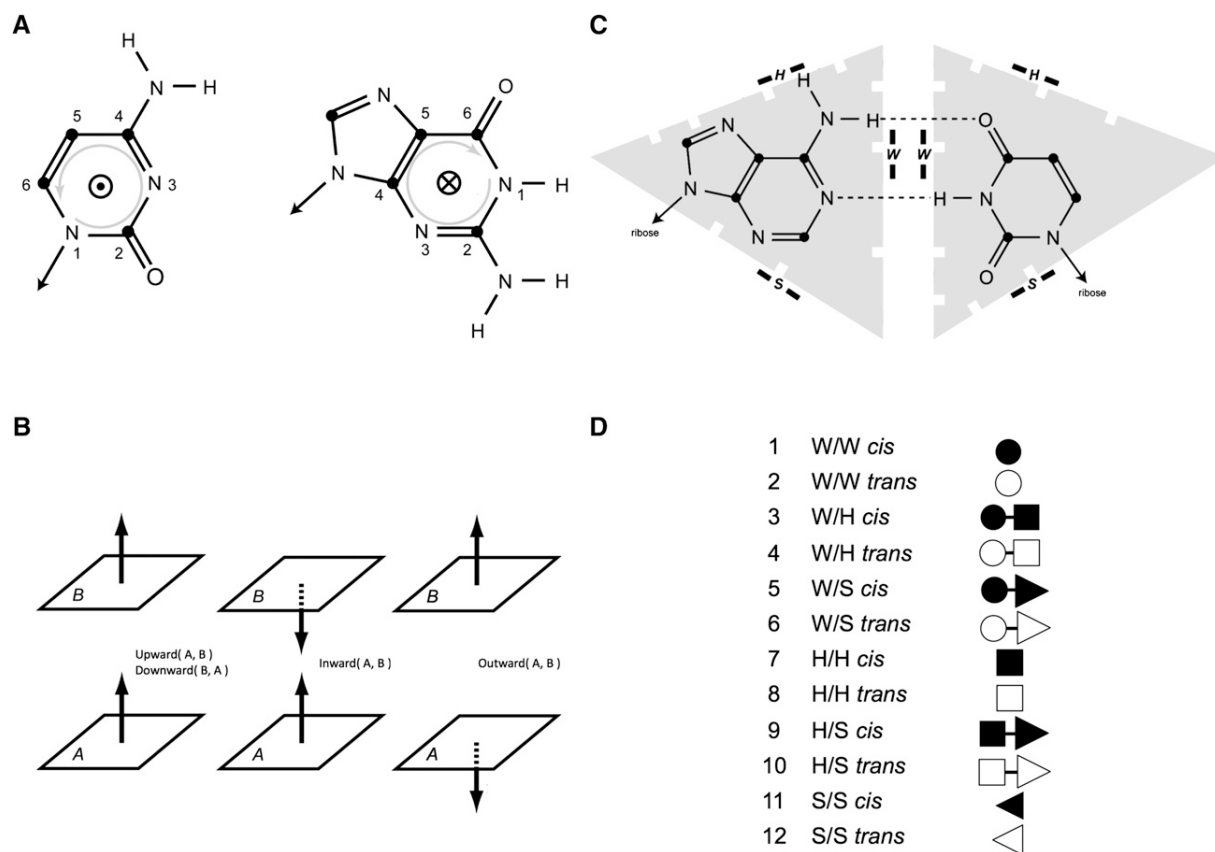 A
H
N
H
5
4
6
N
3
N
1
2
O
N
O
5
6
N
4
N
1
H
N
3
2
N
H
H
C
H
H
H
N
H
O
N
W
W
N
N
H
N
N
N
ribose
O
S
S
ribose
B
B
B
B
Upward( A, B )
Downward( B, A )
Inward( A, B )
Outward( A, B )
A
A
A
D
1 W/W cis
2 W/W trans
3 W/H cis
4 W/H trans
5 W/S cis
6 W/S trans
7 H/H cis
8 H/H trans
9 H/S cis
10 H/S trans
11 S/S cis
12 S/S trans